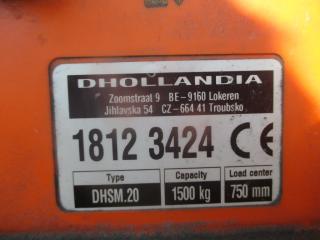 DHOLLANDIA
Zoomstraat 9 BE-9160 Lokeren
Jihlavska 54 CZ-664 41 Troubsko
1812 3424 CE
Type Capacity Load center
DHSM.20 1500 kg 750 mm